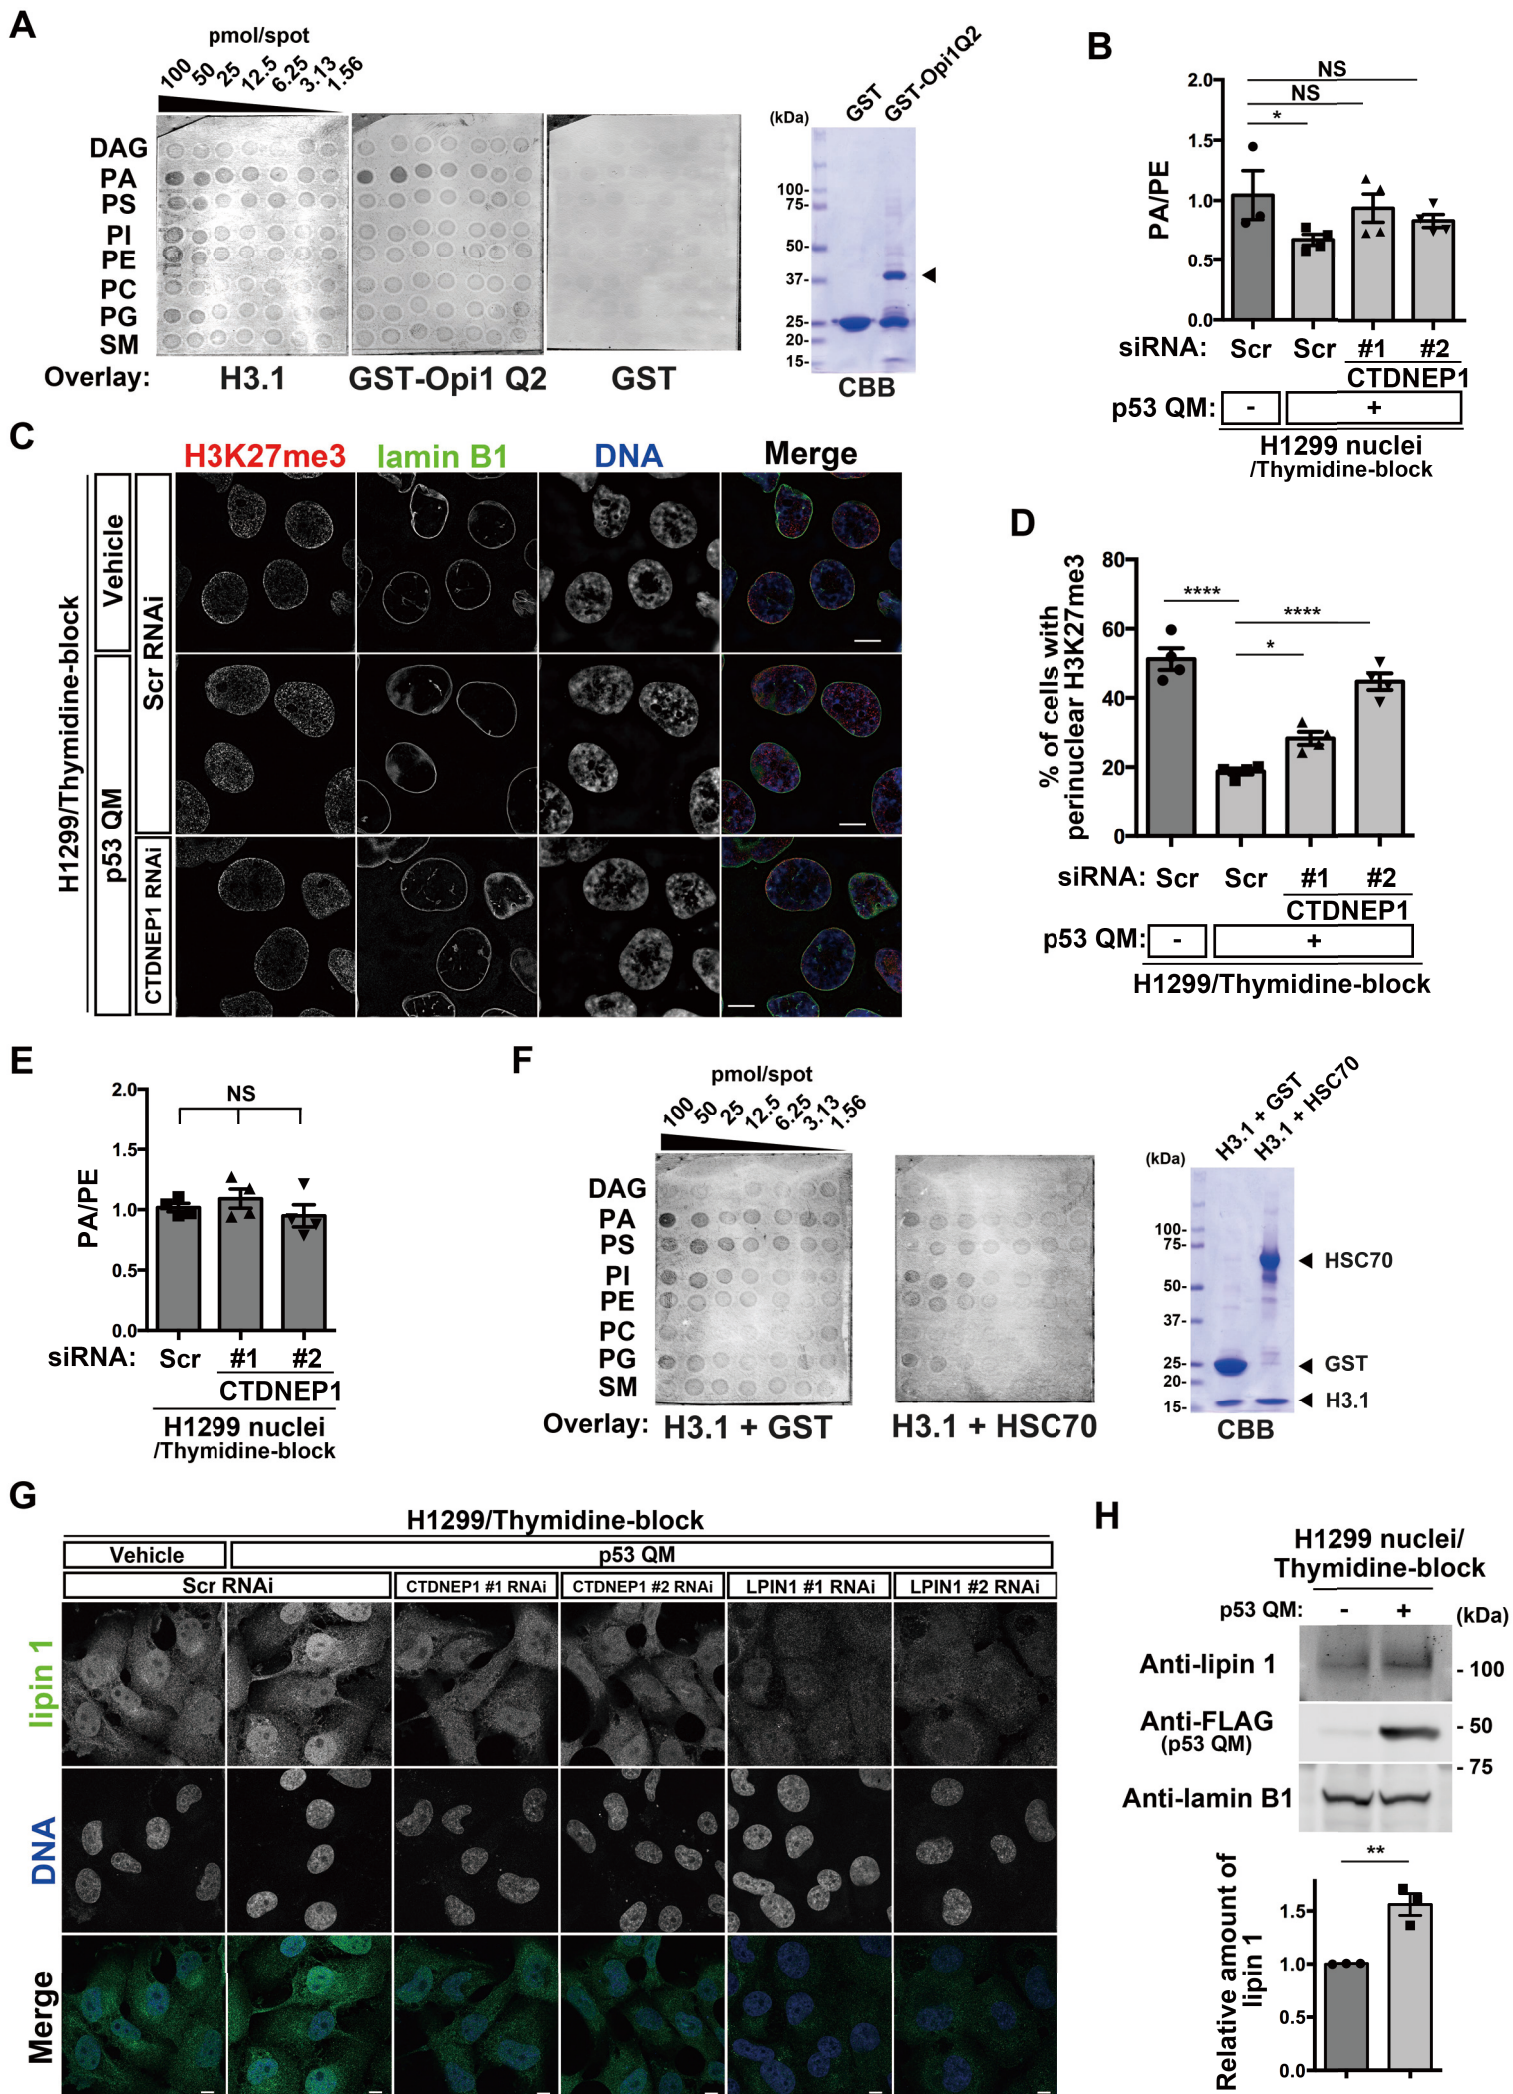 A
pmol/spot
100 50 25 12.5 6.25 3.13 1.56
DAG
PA
PS
PI
PE
PC
PG
SM
Overlay: H3.1 GST-Opi1 Q2 GST
GST GST-Opi1Q2
(kDa)
100-
75-
50-
37-
25-
20-
15-
CBB
B
PA/PE
2.0
1.5
1.0
0.5
0.0
NS
NS
*
siRNA: Scr Scr #1 #2
CTDNEP1
p53 QM: - +
H1299 nuclei
/Thymidine-block
C
H3K27me3 lamin B1 DNA Merge
H1299/Thymidine-block
Vehicle
p53 QM
Scr RNAi
CTDNEP1 RNAi
D
% of cells with
perinuclear H3K27me3
80
60
40
20
0
****
****
*
siRNA: Scr Scr #1 #2
CTDNEP1
p53 QM: - +
H1299/Thymidine-block
E
PA/PE
2.0
1.5
1.0
0.5
0.0
NS
siRNA: Scr #1 #2
CTDNEP1
H1299 nuclei
/Thymidine-block
F
pmol/spot
100 50 25 12.5 6.25 3.13 1.56
DAG
PA
PS
PI
PE
PC
PG
SM
Overlay: H3.1 + GST H3.1 + HSC70
H3.1 + GST
H3.1 + HSC70
(kDa)
100-
75-
50-
37-
25-
20-
15-
HSC70
GST
H3.1
CBB
G
H1299/Thymidine-block
Vehicle p53 QM
Scr RNAi CTDNEP1 #1 RNAi CTDNEP1 #2 RNAi LPIN1 #1 RNAi LPIN1 #2 RNAi
lipin 1
DNA
Merge
H
H1299 nuclei/
Thymidine-block
p53 QM: - + (kDa)
Anti-lipin 1 - 100
Anti-FLAG - 50
(p53 QM)
- 75
Anti-lamin B1
**
Relative amount of
lipin 1
1.5
1.0
0.5
0.0